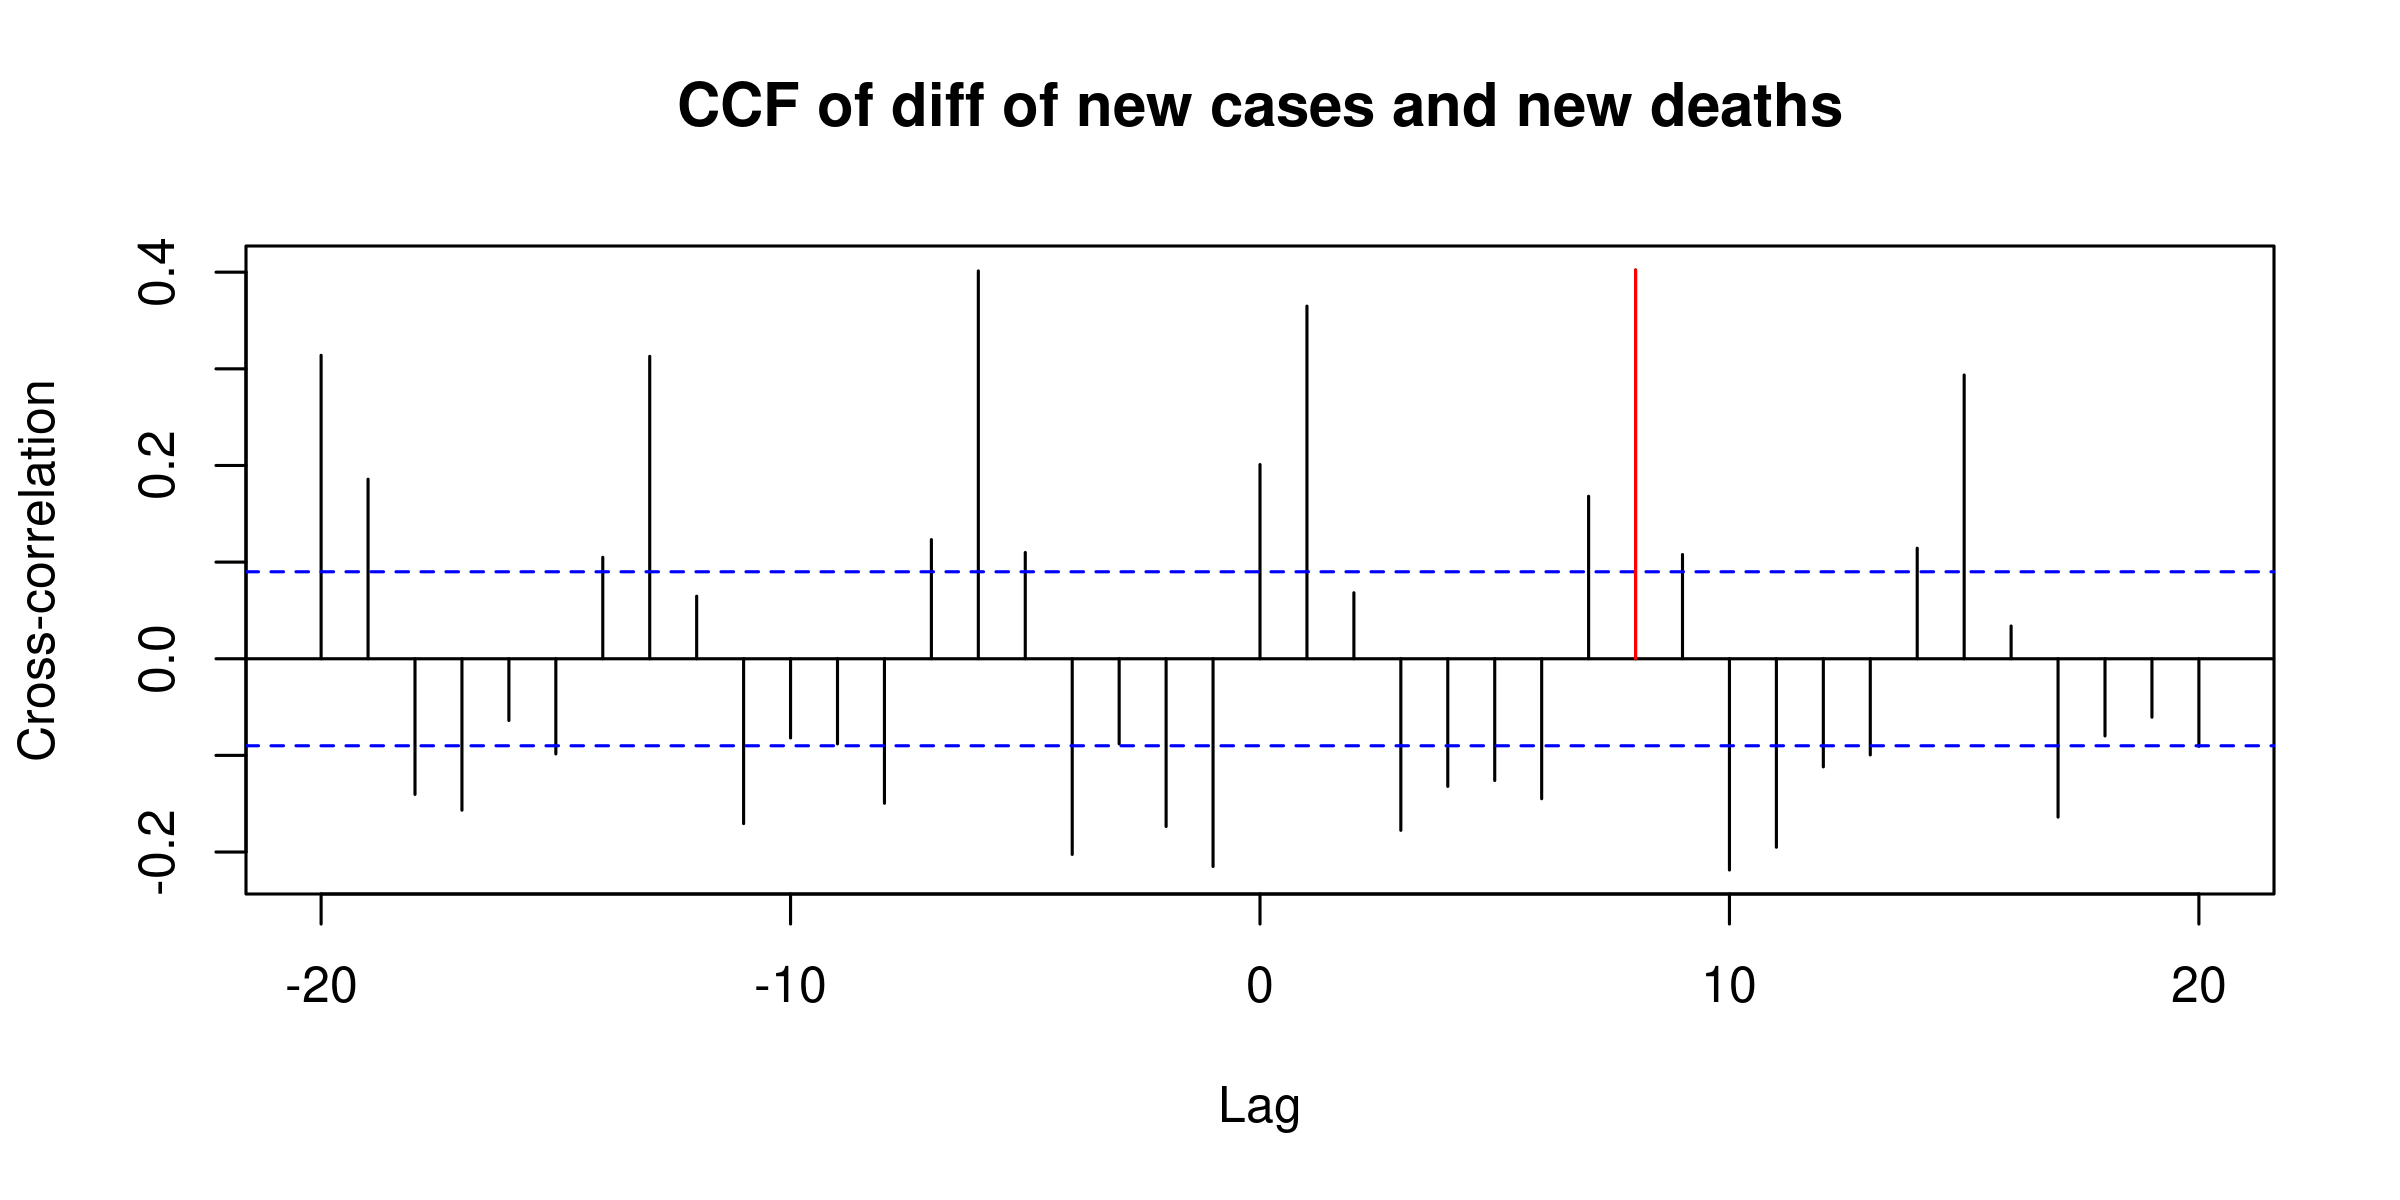 CCF of diff of new cases and new deaths
Cross-correlation
0.4
0.2
0.0
-0.2
-20 -10 0 10 20
Lag